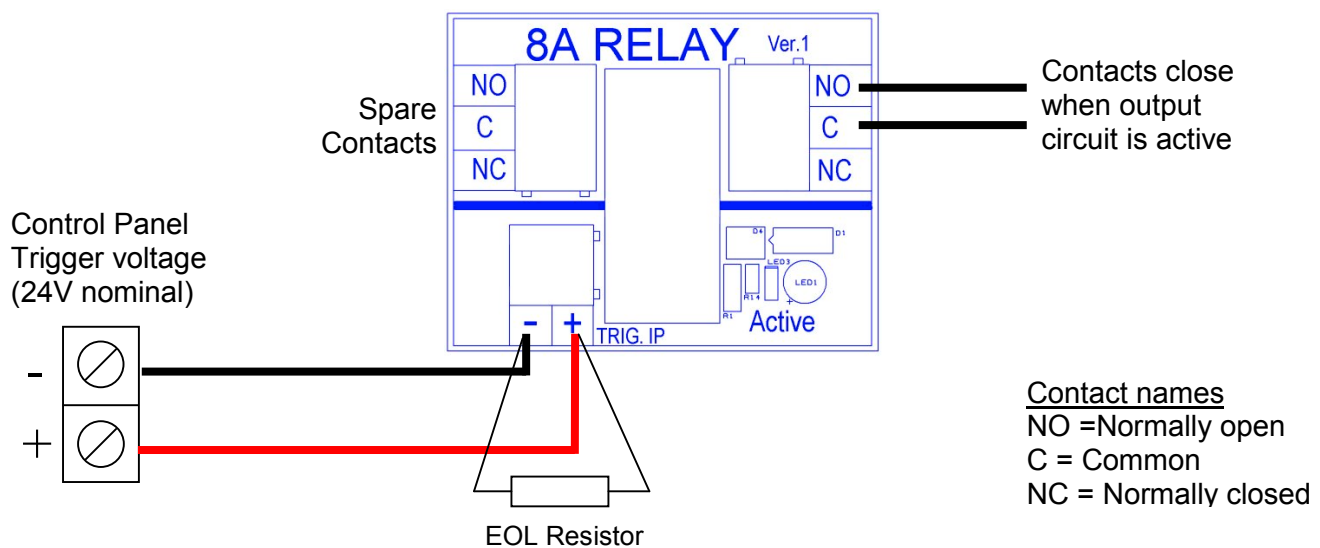 8A RELAY Ver.1
NO
C
NC
Spare
Contacts
NO
C
NC
Contacts close
when output
circuit is active
Control Panel
Trigger voltage
(24V nominal)
-
+
D4
D1
LED3
LED1
+
R14
R1
Active
- +
TRIG. IP
EOL Resistor
Contact names
NO =Normally open
C = Common
NC = Normally closed